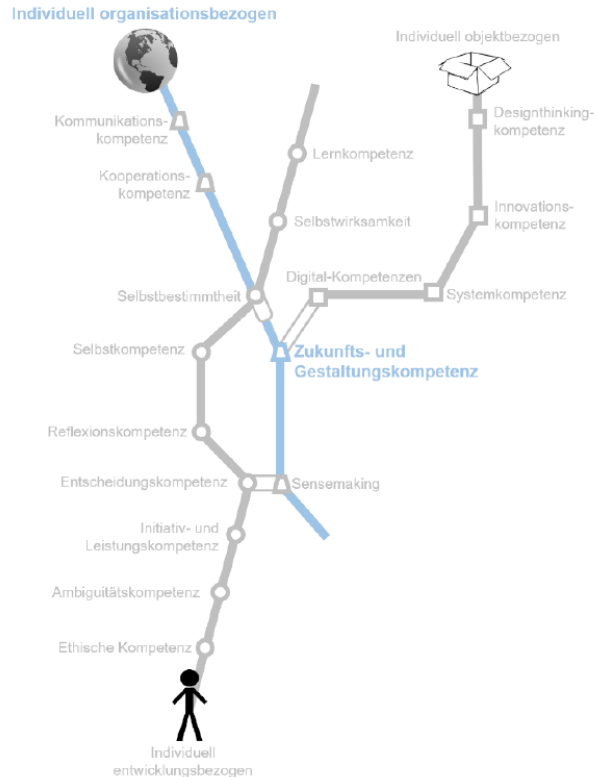 Individuell organisationsbezogen
Individuell objektbezogen
Kommunikations-
kompetenz
Designthinking-
kompetenz
Lernkompetenz
Kooperations-
kompetenz
Selbstwirksamkeit
Innovations-
kompetenz
Digital-Kompetenzen
Selbstbestimmtheit
Systemkompetenz
Selbstkompetenz
Zukunfts- und
Gestaltungskompetenz
Reflexionskompetenz
Entscheidungskompetenz
Sensemaking
Initiativ- und
Leistungskompetenz
Ambiguitätskompetenz
Ethische Kompetenz
Individuell
entwicklungsbezogen